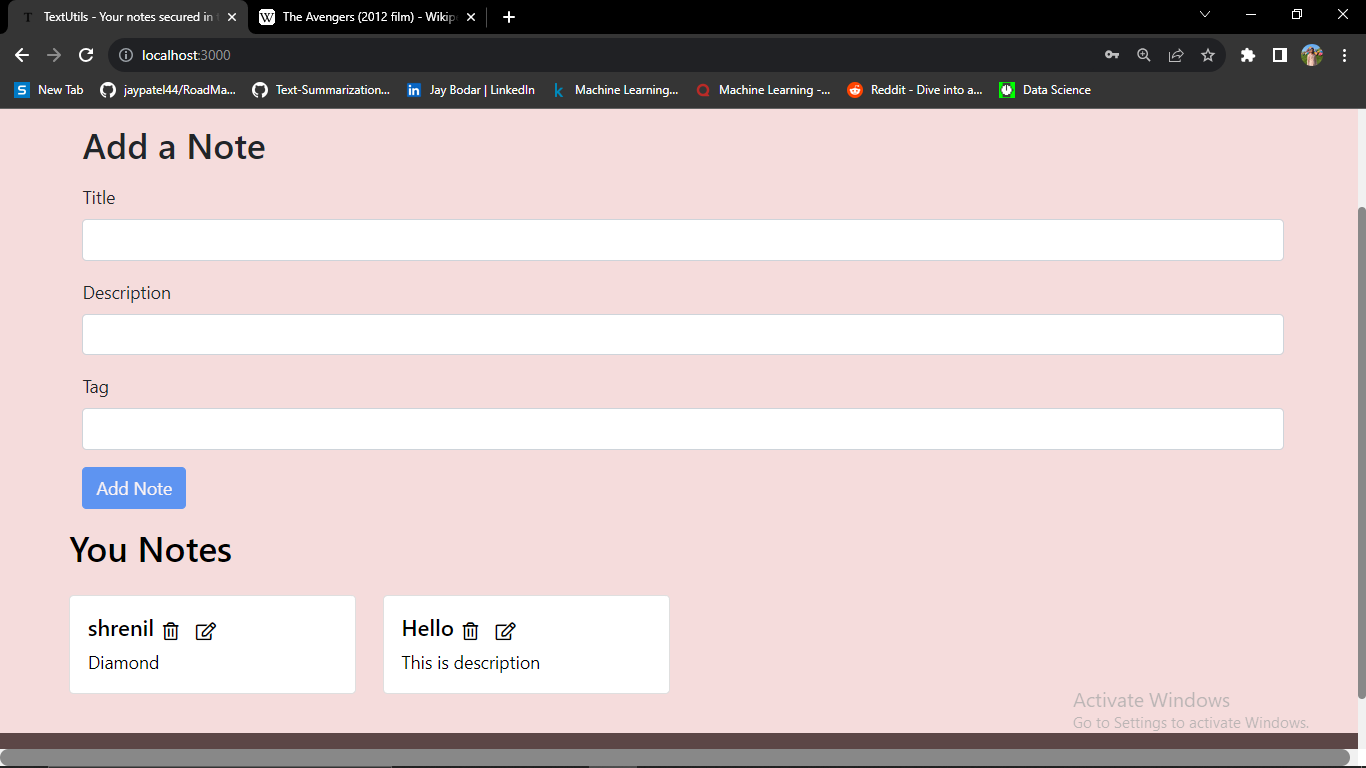 T TextUtils - Your notes secured in
W The Avengers (2012 film) - Wikip
localhost:3000
S New Tab jaypatel44/RoadMa... Text-Summarization... in Jay Bodar | LinkedIn k Machine Learning... Q Machine Learning -... Reddit - Dive into a... Data Science
Add a Note
Title
Description
Tag
Add Note
You Notes
shrenil
Diamond
Hello
This is description
Activate Windows
Go to Settings to activate Windows.